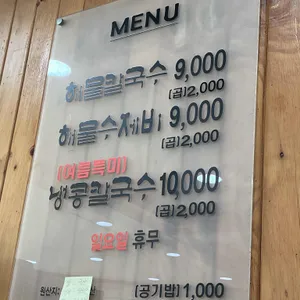 MENU
해물칼국수 9,000
(곱)2,000
해물수제비 9,000
(곱)2,000
(여름특미)
냉콩칼국수 10,000
(곱)2,000
일요일 휴무
(공기밥) 1,000